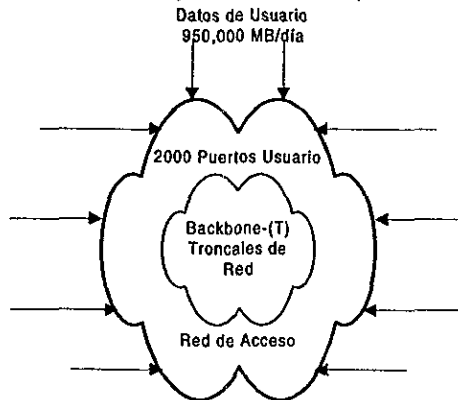 Datos de Usuario
950,000 MB/día
2000 Puertos Usuario
Backbone-(T)
Troncales de
Red
Red de Acceso